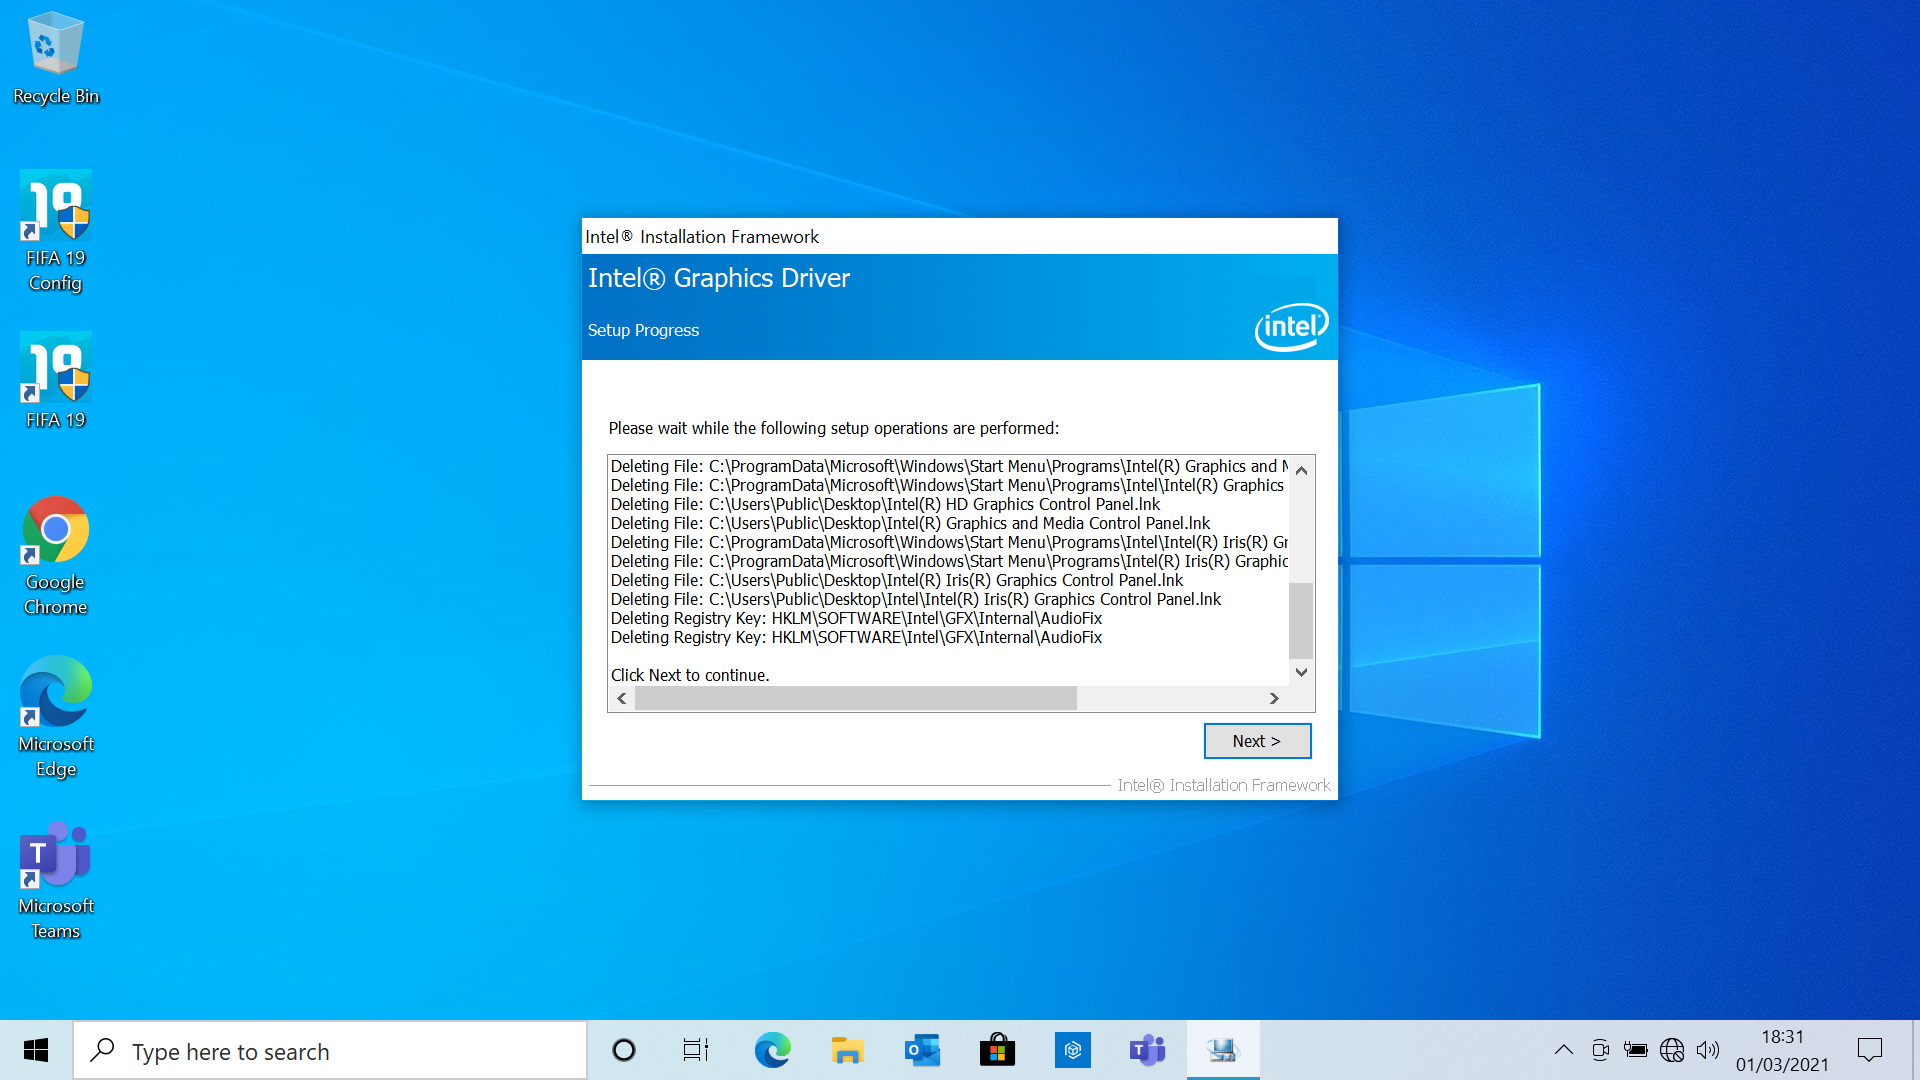 Recycle Bin
19
FIFA 19
Config
19
FIFA 19
Google
Chrome
Microsoft
Edge
T
Microsoft
Teams
Intel® Installation Framework
Intel® Graphics Driver
Setup Progress
intel
Please wait while the following setup operations are performed:
Deleting File: C:\ProgramData\Microsoft\Windows\Start Menu\Programs\Intel(R) Graphics and
Deleting File: C:\ProgramData\Microsoft\Windows\Start Menu\Programs\Intel\Intel(R) Graphics
Deleting File: C:\Users\Public\Desktop\Intel(R) HD Graphics Control Panel.lnk
Deleting File: C:\Users\Public\Desktop\Intel(R) Graphics and Media Control Panel.lnk
Deleting File: C:\ProgramData\Microsoft\Windows\Start Menu\Programs\Intel\Intel(R) Iris(R) Gr
Deleting File: C:\ProgramData\Microsoft\Windows\Start Menu\Programs\Intel(R) Iris(R) Graphic
Deleting File: C:\Users\Public\Desktop\Intel(R) Iris(R) Graphics Control Panel.lnk
Deleting File: C:\Users\Public\Desktop\Intel\Intel(R) Iris(R) Graphics Control Panel.lnk
Deleting Registry Key: HKLM\SOFTWARE\Intel\GFX\Internal\AudioFix
Deleting Registry Key: HKLM\SOFTWARE\Intel\GFX\Internal\AudioFix
Click Next to continue.
Next >
Intel® Installation Framework
Type here to search
18:31
01/03/2021